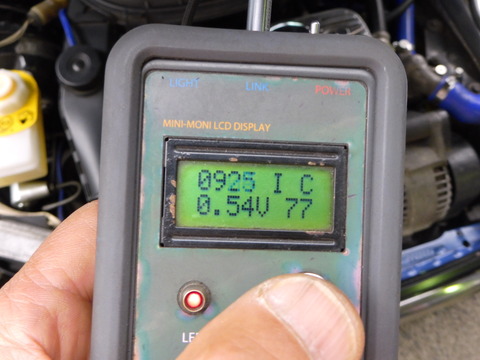 LIGHT LINK POWER
MINI-MONI LCD DISPLAY
0925 I C
0.54V 77